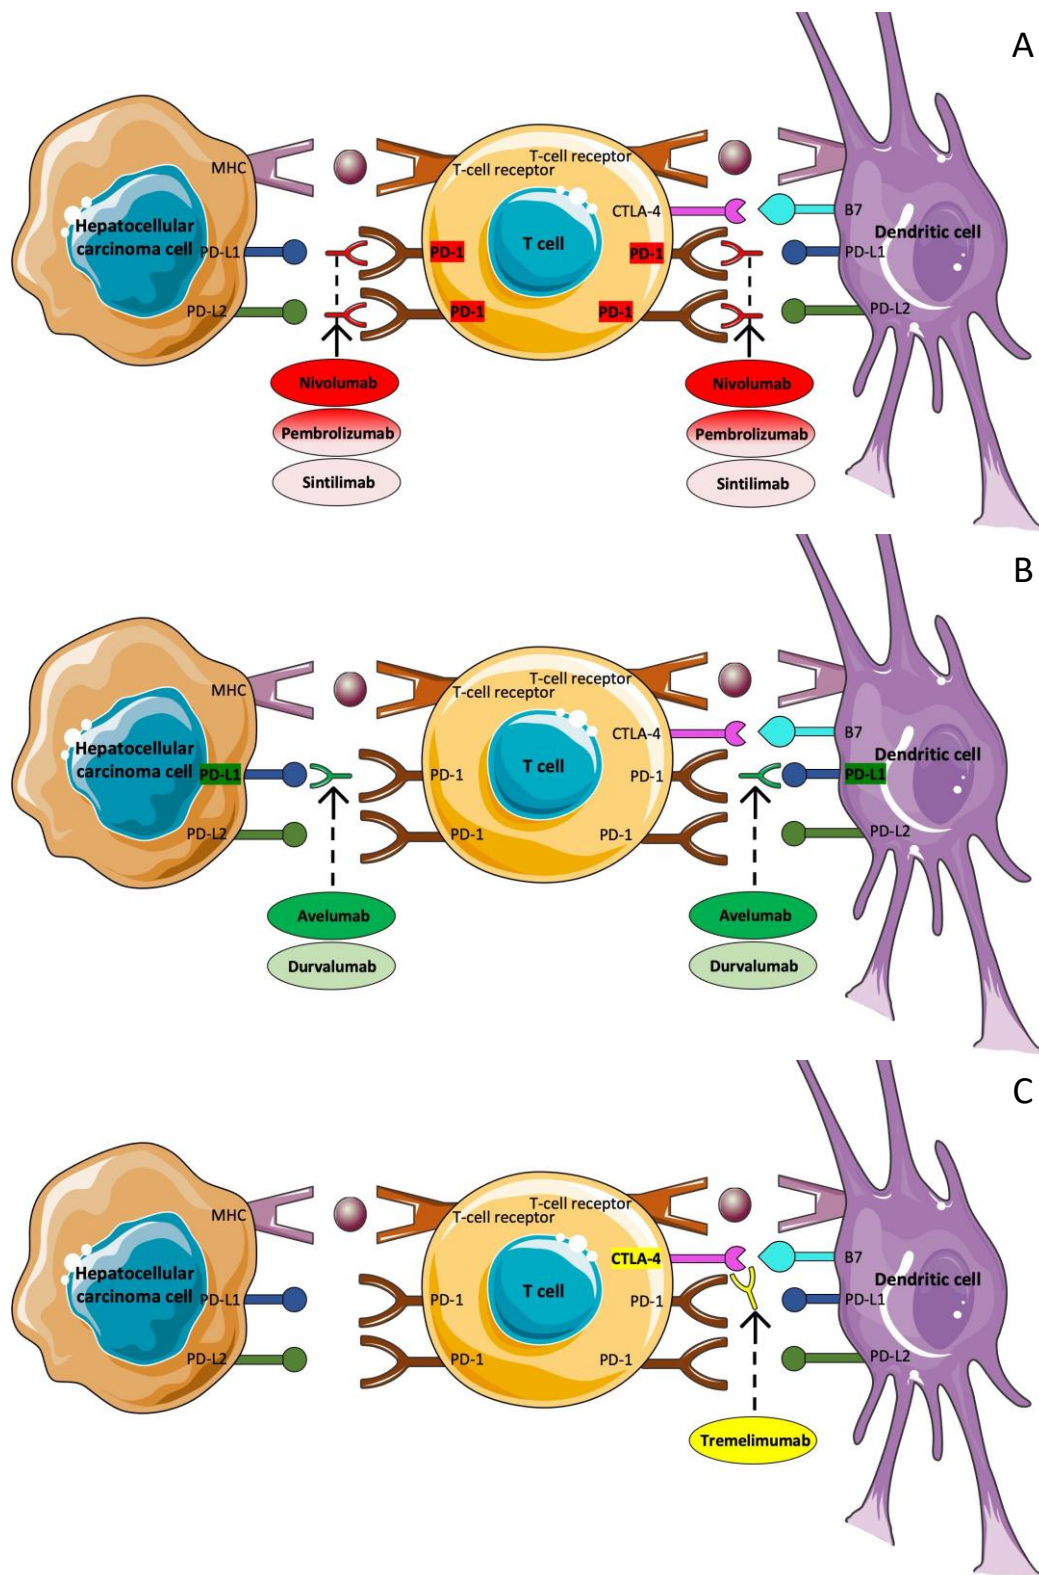 A
T-cell receptor
MHC
T-cell receptor
CTLA-4
B7
Hepatocellular
carcinoma cell
T cell
Dendritic cell
PD-L1
PD-1
PD-1
PD-L1
PD-L2
PD-1
PD-1
PD-L2
Nivolumab
Nivolumab
Pembrolizumab
Pembrolizumab
Sintilimab
Sintilimab
B
T-cell receptor
MHC
T-cell receptor
CTLA-4
B7
Hepatocellular
carcinoma cell
T cell
Dendritic cell
PD-L1
PD-1
PD-1
PD-L1
PD-L2
PD-1
PD-1
PD-L2
Avelumab
Avelumab
Durvalumab
Durvalumab
C
T-cell receptor
MHC
T-cell receptor
CTLA-4
B7
Hepatocellular
carcinoma cell
T cell
Dendritic cell
PD-L1
PD-1
PD-1
PD-L1
PD-L2
PD-1
PD-1
PD-L2
Tremelimumab